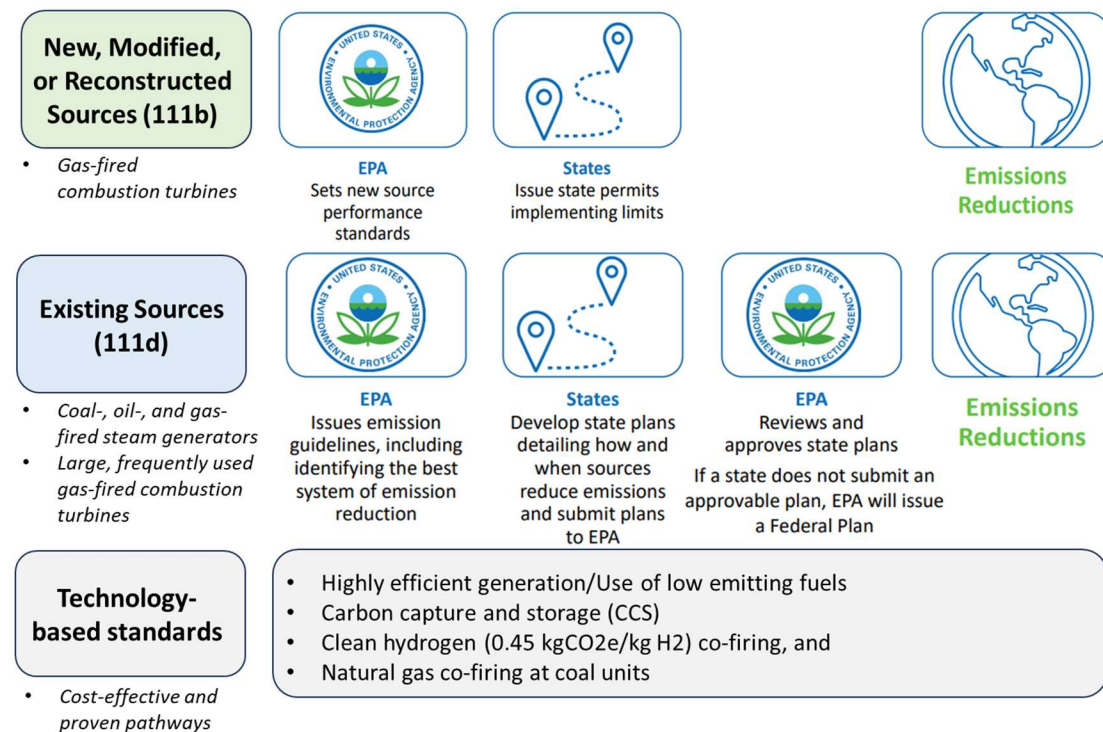 New, Modified,
or Reconstructed
Sources (111b)
• Gas-fired
combustion turbines
UNITED STATES
ENVIRONMENTAL PROTECTION AGENCY
EPA
Sets new source
performance
standards
States
Issue state permits
implementing limits
Emissions
Reductions
Existing Sources
(111d)
• Coal-, oil-, and gas-
fired steam generators
• Large, frequently used
gas-fired combustion
turbines
UNITED STATES
ENVIRONMENTAL PROTECTION AGENCY
EPA
Issues emission
guidelines, including
identifying the best
system of emission
reduction
States
Develop state plans
detailing how and
when sources
reduce emissions
and submit plans
to EPA
UNITED STATES
ENVIRONMENTAL PROTECTION AGENCY
EPA
Reviews and
approves state plans
If a state does not submit an
approvable plan, EPA will issue
a Federal Plan
Emissions
Reductions
Technology-
based standards
• Cost-effective and
proven pathways
• Highly efficient generation/Use of low emitting fuels
• Carbon capture and storage (CCS)
• Clean hydrogen (0.45 kgCO2e/kg H2) co-firing, and
• Natural gas co-firing at coal units